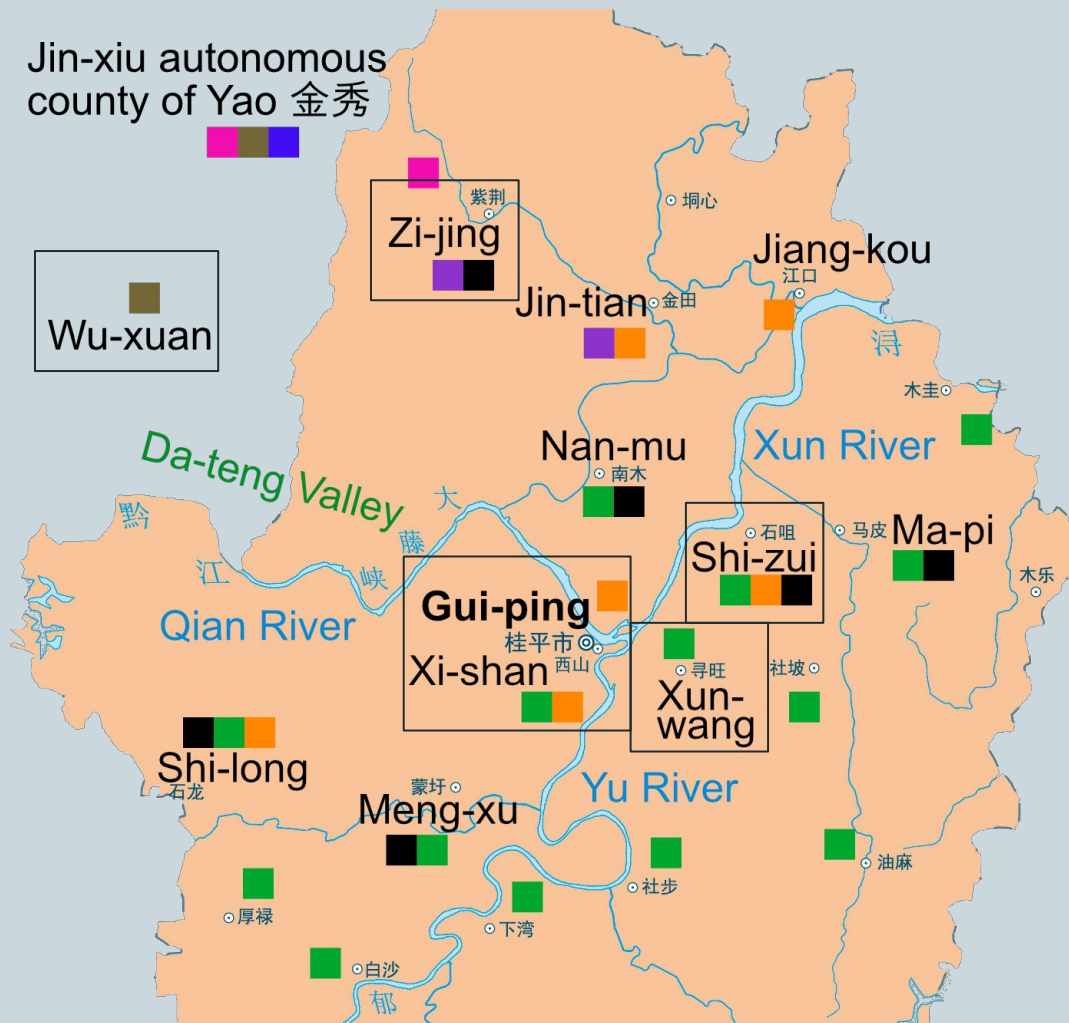 Jin-xiu autonomous
county of Yao 金秀
紫荆
Zi-jing
垌心
Jiang-kou
江口
Wu-xuan
Jin-tian
金田
浔
木圭
Da-teng Valley
Nan-mu
南木
Xun River
黔
江
大
藤
峡
石咀
Shi-zui
马皮
Ma-pi
木乐
Qian River
Gui-ping
桂平市
西山
Xi-shan
寻旺
Xun-
wang
社坡
Shi-long
石龙
蒙圩
Meng-xu
Yu River
油麻
社步
厚禄
下湾
白沙
郁